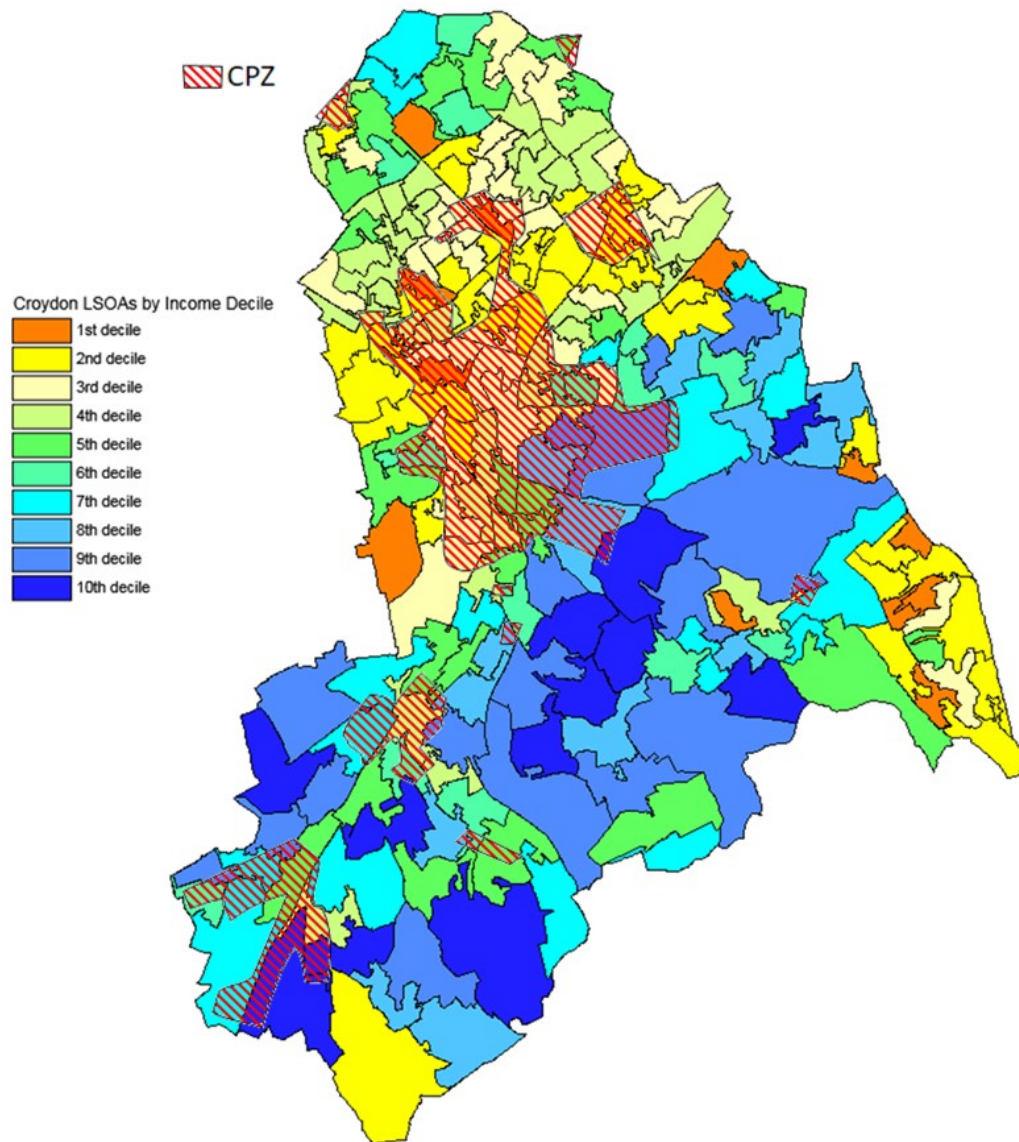 CPZ
Croydon LSOAs by Income Decile
1st decile
2nd decile
3rd decile
4th decile
5th decile
6th decile
7th decile
8th decile
9th decile
10th decile